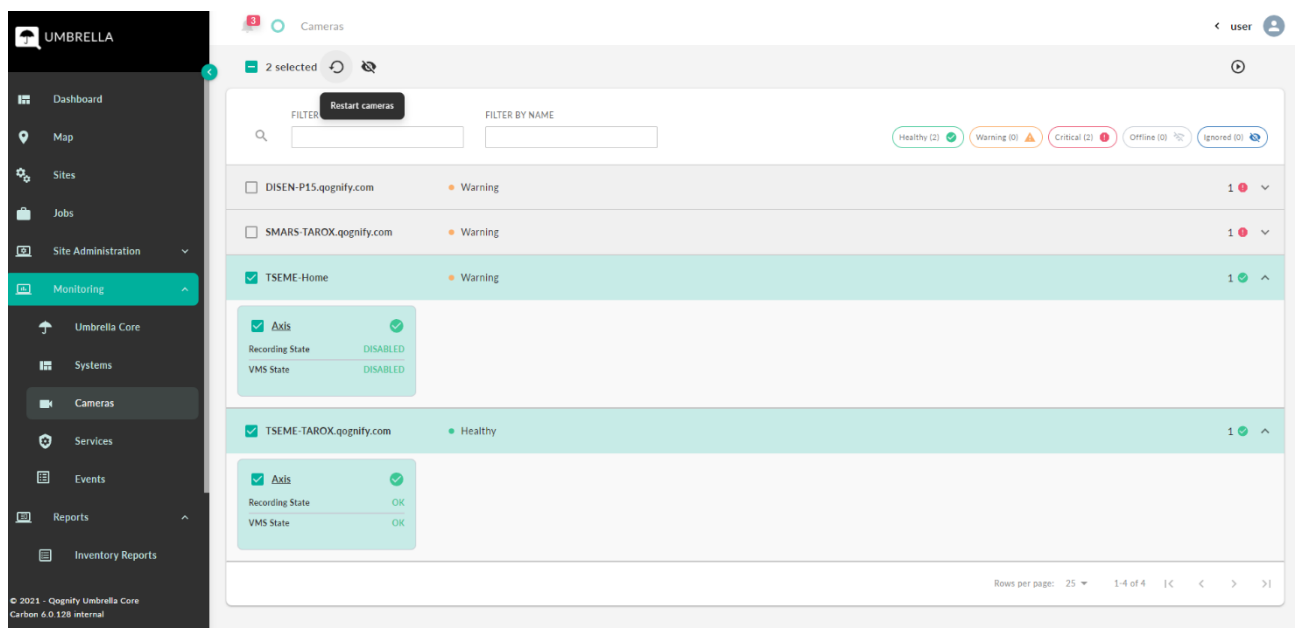 UMBRELLA
Dashboard
Map
Sites
Jobs
Site Administration
Monitoring
Umbrella Core
Systems
Cameras
Services
Events
Reports
Inventory Reports
© 2021 - Qognify Umbrella Core
Carbon 6.0.128 internal
3
Cameras
user
2 selected
Restart cameras
FILTER
FILTER BY NAME
Healthy (2)
Warning (0)
Critical (2)
Offline (0)
Ignored (0)
DISEN-P15.qognify.com Warning 1
SMARS-TAROX.qognify.com Warning 1
TSEME-Home Warning 1
Axis
Recording State DISABLED
VMS State DISABLED
TSEME-TAROX.qognify.com Healthy 1
Axis
Recording State OK
VMS State OK
Rows per page: 25 1-4 of 4